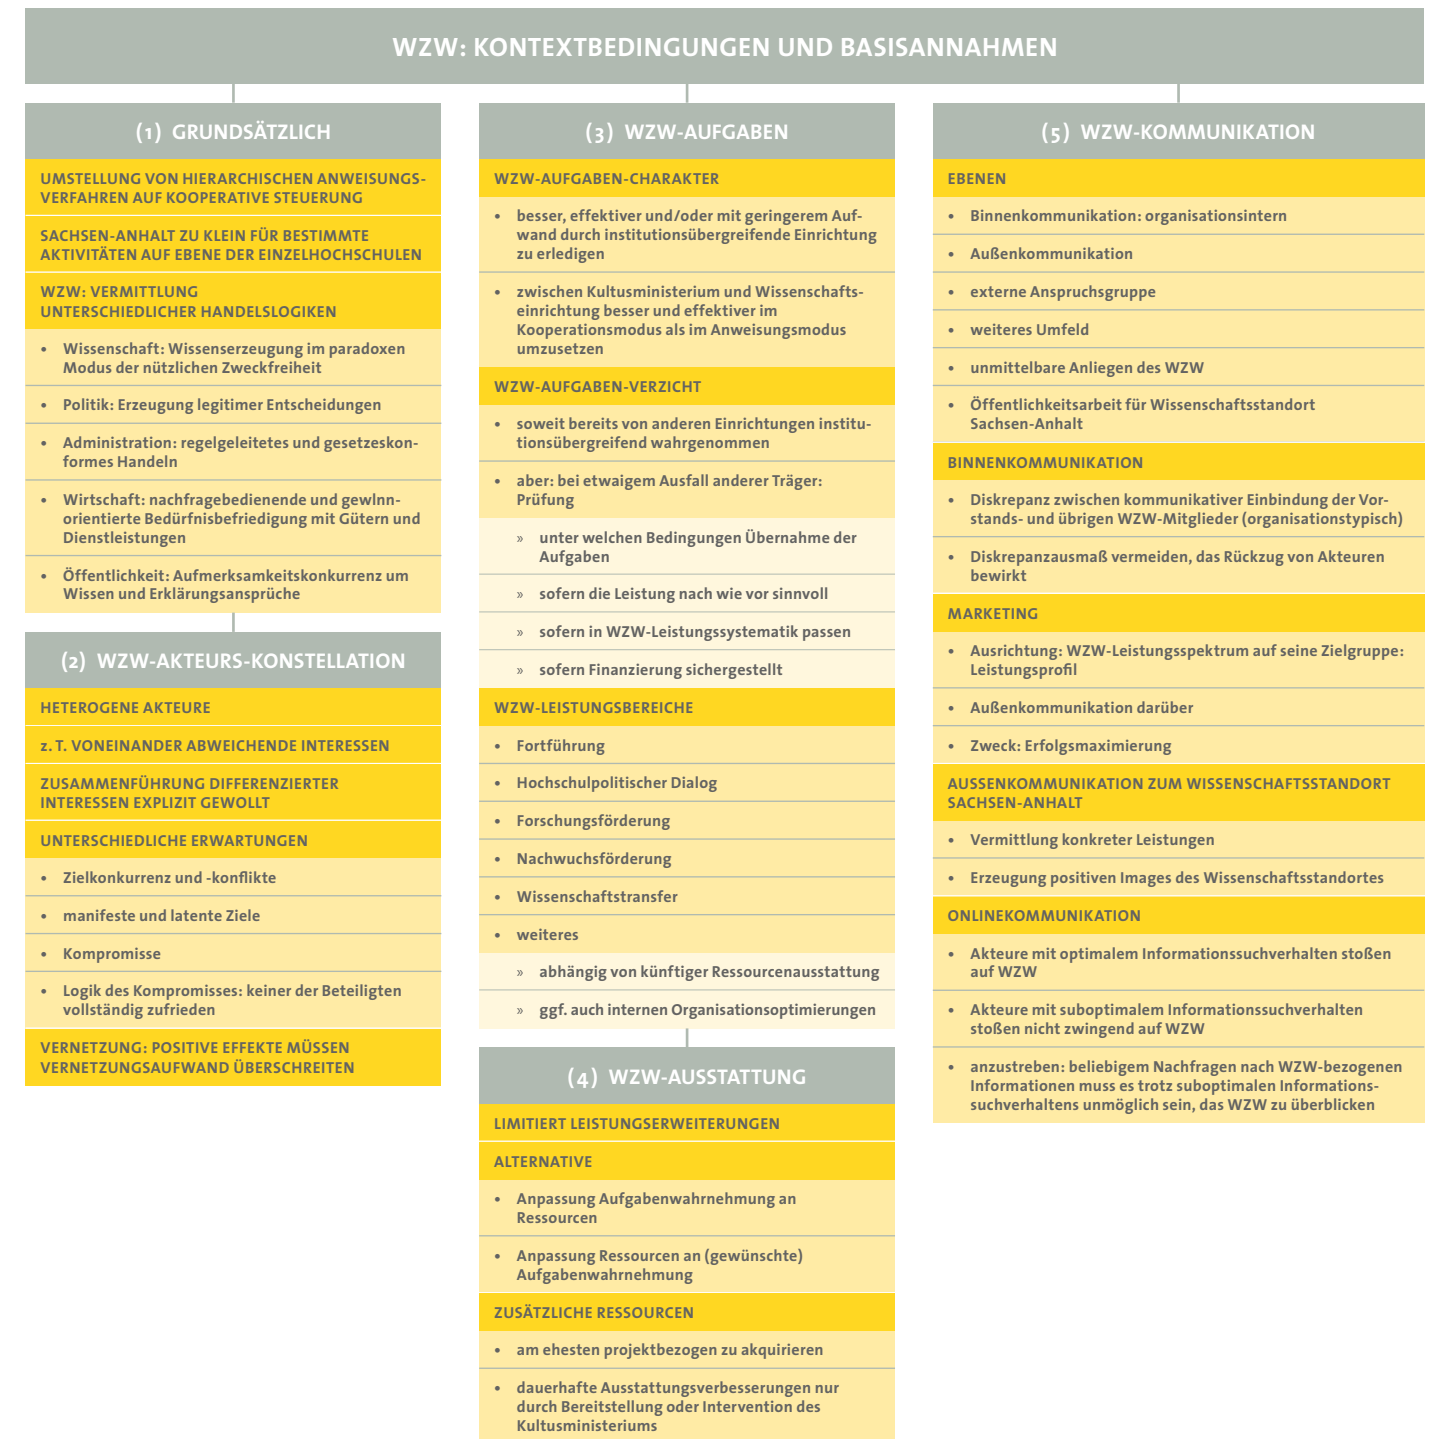 WZW: KONTEXTBEDINGUNGEN UND BASISANNAHMEN
(1) GRUNDSÄTZLICH
UMSTELLUNG VON HIERARCHISCHEN ANWEISUNGS-
VERFAHREN AUF KOOPERATIVE STEUERUNG
SACHSEN-ANHALT ZU KLEIN FÜR BESTIMMTE
AKTIVITÄTEN AUF EBENE DER EINZELHOCHSCHULEN
WZW: VERMITTLUNG
UNTERSCHIEDLICHER HANDELSLOGIKEN
• Wissenschaft: Wissenserzeugung im paradoxen
Modus der nützlichen Zweckfreiheit
• Politik: Erzeugung legitimer Entscheidungen
• Administration: regelgeleitetes und gesetzeskon-
formes Handeln
• Wirtschaft: nachfragebedienende und gewInn-
orientierte Bedürfnisbefriedigung mit Gütern und
Dienstleistungen
• Öffentlichkeit: Aufmerksamkeitskonkurrenz um
Wissen und Erklärungsansprüche
(2) WZW-AKTEURS-KONSTELLATION
HETEROGENE AKTEURE
z. T. VONEINANDER ABWEICHENDE INTERESSEN
ZUSAMMENFÜHRUNG DIFFERENZIERTER
INTERESSEN EXPLIZIT GEWOLLT
UNTERSCHIEDLICHE ERWARTUNGEN
• Zielkonkurrenz und -konflikte
• manifeste und latente Ziele
• Kompromisse
• Logik des Kompromisses: keiner der Beteiligten
vollständig zufrieden
VERNETZUNG: POSITIVE EFFEKTE MÜSSEN
VERNETZUNGSAUFWAND ÜBERSCHREITEN
(3) WZW-AUFGABEN
WZW-AUFGABEN-CHARAKTER
• besser, effektiver und/oder mit geringerem Auf-
wand durch institutionsübergreifende Einrichtung
zu erledigen
• zwischen Kultusministerium und Wissenschafts-
einrichtung besser und effektiver im
Kooperationsmodus als im Anweisungsmodus
umzusetzen
WZW-AUFGABEN-VERZICHT
• soweit bereits von anderen Einrichtungen institu-
tionsübergreifend wahrgenommen
• aber: bei etwaigem Ausfall anderer Träger:
Prüfung
» unter welchen Bedingungen Übernahme der
Aufgaben
» sofern die Leistung nach wie vor sinnvoll
» sofern in WZW-Leistungssystematik passen
» sofern Finanzierung sichergestellt
WZW-LEISTUNGSBEREICHE
• Fortführung
• Hochschulpolitischer Dialog
• Forschungsförderung
• Nachwuchsförderung
• Wissenschaftstransfer
• weiteres
» abhängig von künftiger Ressourcenausstattung
» ggf. auch internen Organisationsoptimierungen
(4) WZW-AUSSTATTUNG
LIMITIERT LEISTUNGSERWEITERUNGEN
ALTERNATIVE
• Anpassung Aufgabenwahrnehmung an
Ressourcen
• Anpassung Ressourcen an (gewünschte)
Aufgabenwahrnehmung
ZUSÄTZLICHE RESSOURCEN
• am ehesten projektbezogen zu akquirieren
• dauerhafte Ausstattungsverbesserungen nur
durch Bereitstellung oder Intervention des
Kultusministeriums
(5) WZW-KOMMUNIKATION
EBENEN
• Binnenkommunikation: organisationsintern
• Außenkommunikation
• externe Anspruchsgruppe
• weiteres Umfeld
• unmittelbare Anliegen des WZW
• Öffentlichkeitsarbeit für Wissenschaftsstandort
Sachsen-Anhalt
BINNENKOMMUNIKATION
• Diskrepanz zwischen kommunikativer Einbindung der Vor-
stands- und übrigen WZW-Mitglieder (organisationstypisch)
• Diskrepanzausmaß vermeiden, das Rückzug von Akteuren
bewirkt
MARKETING
• Ausrichtung: WZW-Leistungsspektrum auf seine Zielgruppe:
Leistungsprofil
• Außenkommunikation darüber
• Zweck: Erfolgsmaximierung
AUSSENKOMMUNIKATION ZUM WISSENSCHAFTSSTANDORT
SACHSEN-ANHALT
• Vermittlung konkreter Leistungen
• Erzeugung positiven Images des Wissenschaftsstandortes
ONLINEKOMMUNIKATION
• Akteure mit optimalem Informationssuchverhalten stoßen
auf WZW
• Akteure mit suboptimalem Informationssuchverhalten
stoßen nicht zwingend auf WZW
• anzustreben: beliebigem Nachfragen nach WZW-bezogenen
Informationen muss es trotz suboptimalen Informations-
suchverhaltens unmöglich sein, das WZW zu überblicken